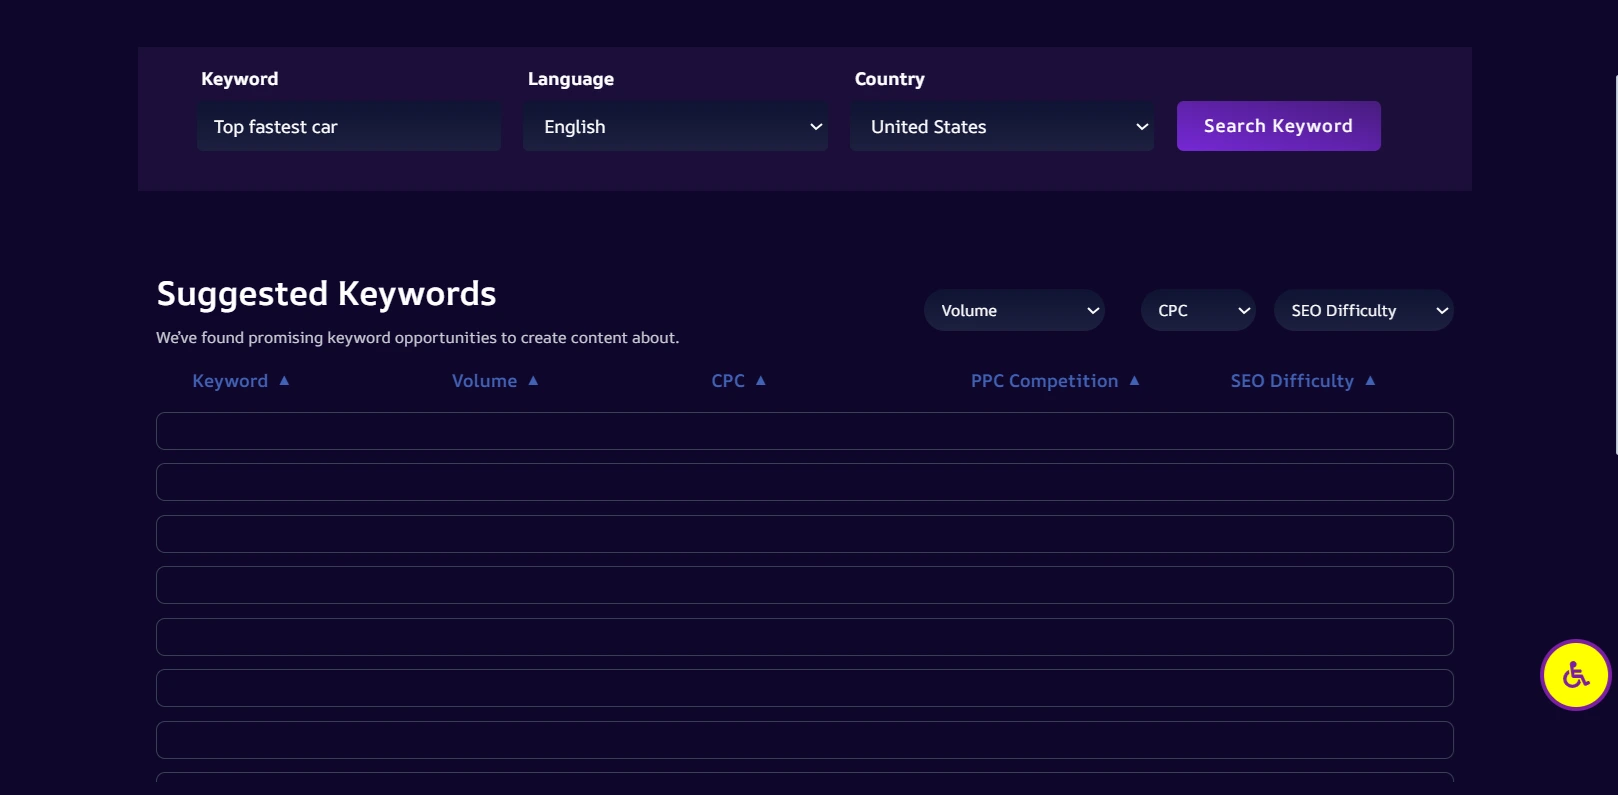 Keyword Language Country
Top fastest car English United States Search Keyword
Suggested Keywords
Volume CPC SEO Difficulty
We've found promising keyword opportunities to create content about.
Keyword ▲ Volume ▲ CPC ▲ PPC Competition ▲ SEO Difficulty ▲